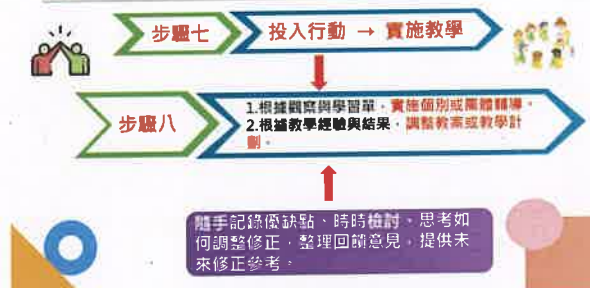 步驟七
投入行動 → 實施教學
步驟八
1.根據觀察與學習單，實施個別或團體輔導。
2.根據教學經驗與結果，調整教案或教學計
劃。
隨手記錄優缺點、時時檢討、思考如
何調整修正，整理回饋意見，提供未
來修正參考。